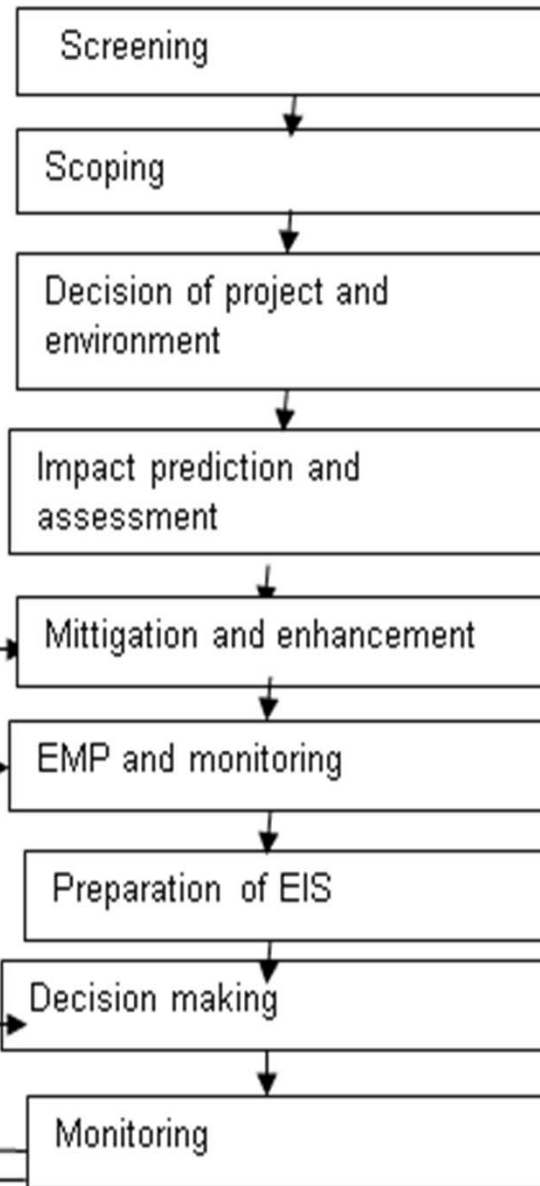 Screening
Scoping
Decision of project and
environment
Impact prediction and
assessment
Mittigation and enhancement
EMP and monitoring
Preparation of EIS
Decision making
Monitoring